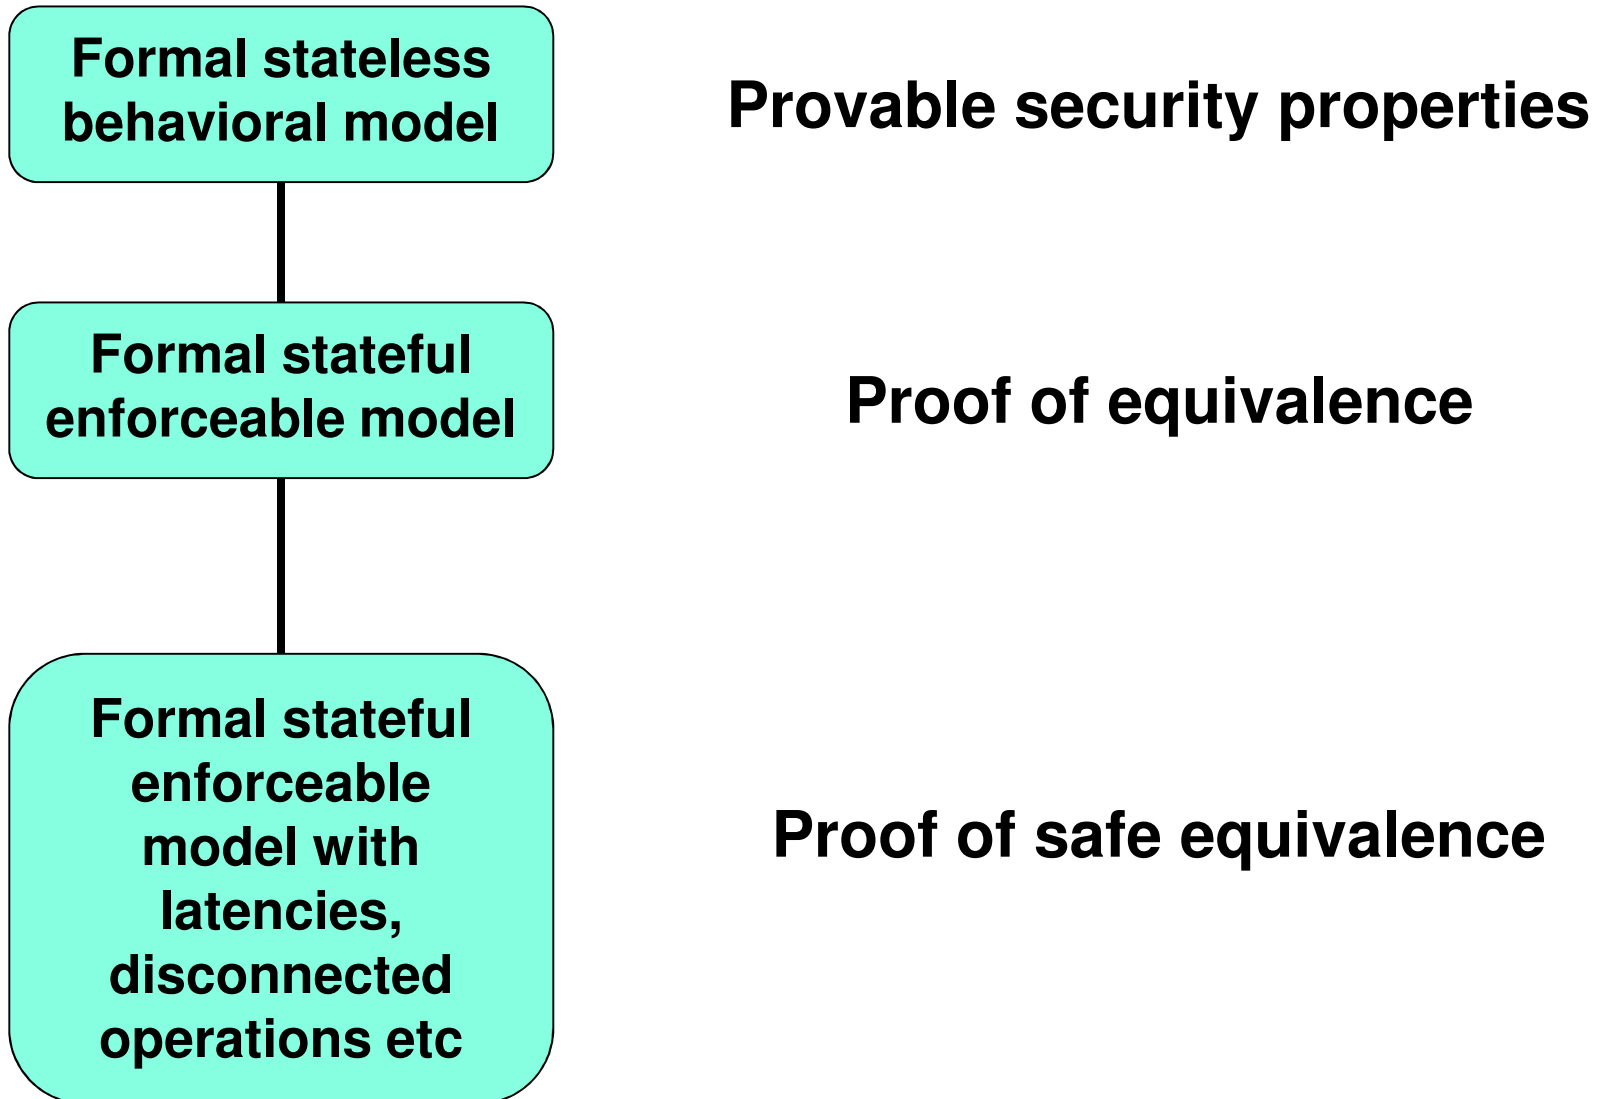 Formal stateless
behavioral model
Provable security properties
Formal stateful
enforceable model
Proof of equivalence
Formal stateful
enforceable
model with
latencies,
disconnected
operations etc
Proof of safe equivalence